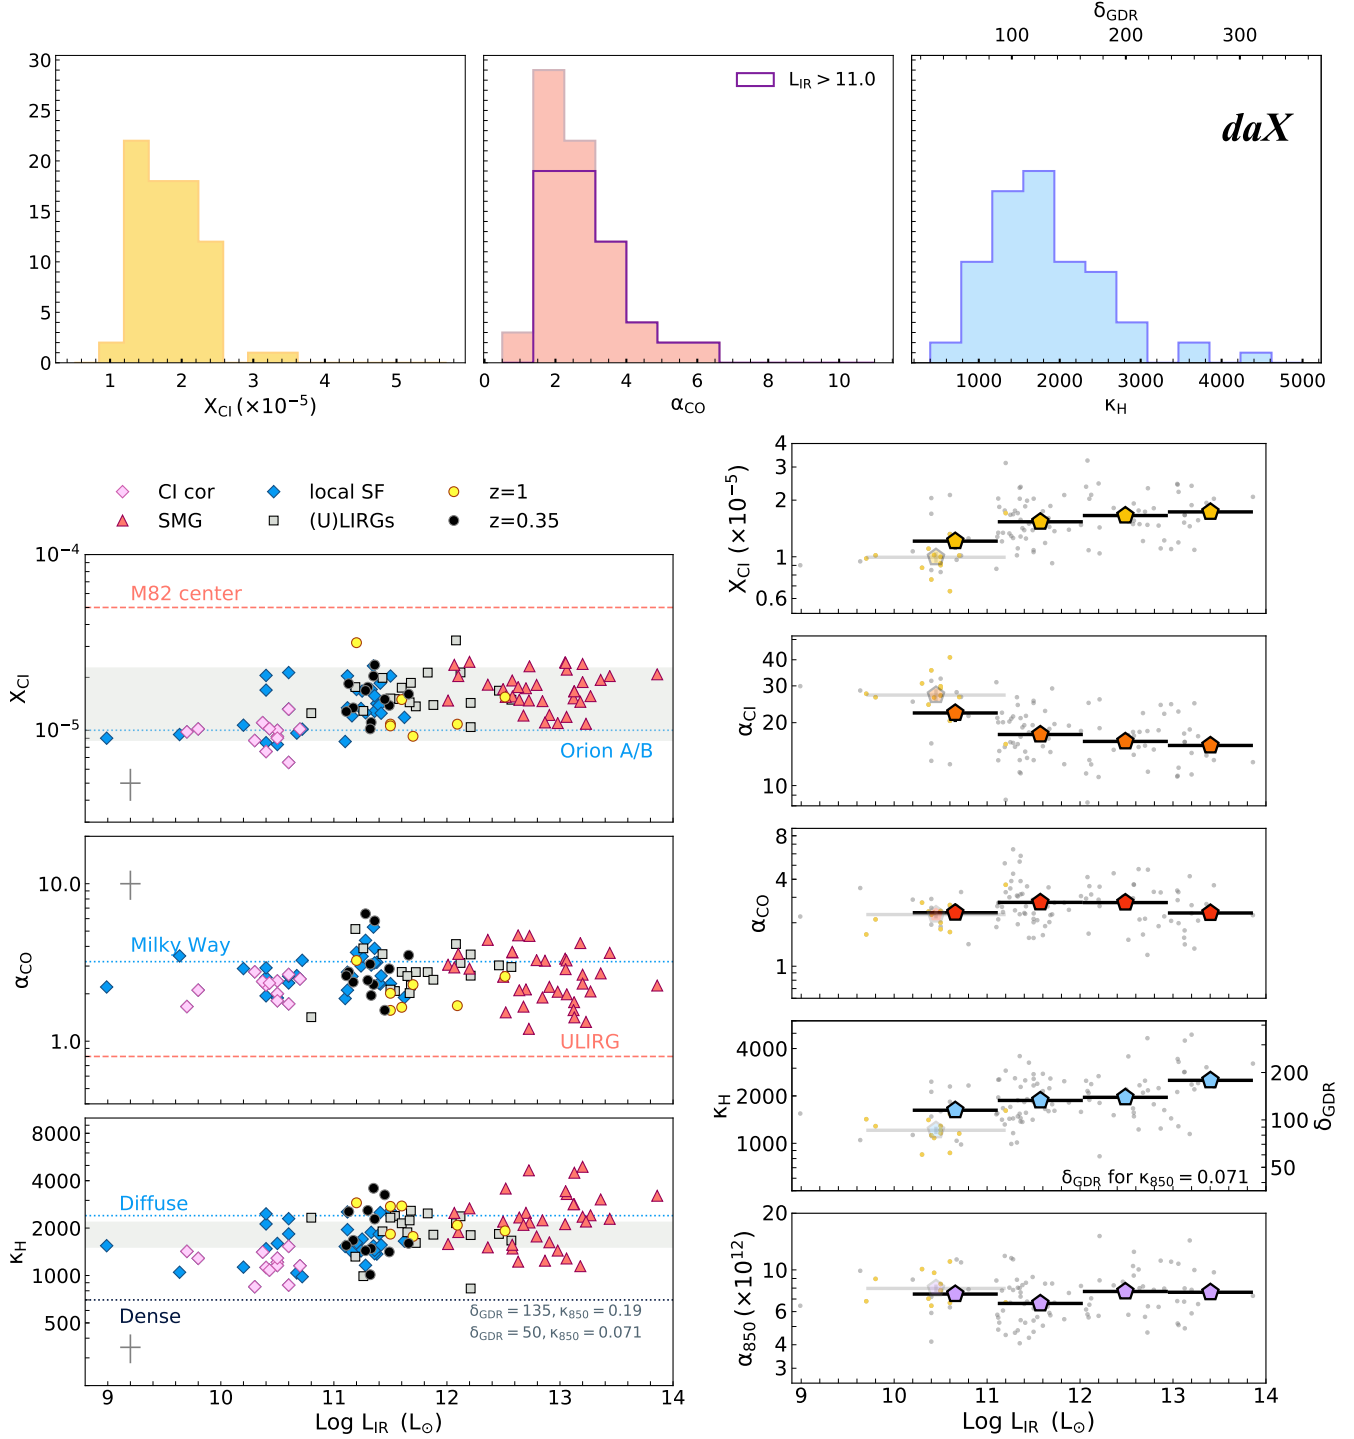 δGDR
100 200 300
30
25
20
15
10
5
0
LIR > 11.0
daX
1 2 3 4 5
0 2 4 6 8 10
1000 2000 3000 4000 5000
XCI (×10⁻⁵)
αCO
κH
CI cor
local SF
z=1
SMG
(U)LIRGs
z=0.35
10⁻⁴
M82 center
XCI
10⁻⁵
Orion A/B
10.0
Milky Way
αCO
1.0
ULIRG
8000
4000
Diffuse
κH
2000
1000
Dense
500
δGDR = 135, κ850 = 0.19
δGDR = 50, κ850 = 0.071
9 10 11 12 13 14
Log LIR (L⊙)
4
3
2
1
0.6
XCI (×10⁻⁵)
40
30
20
10
αCI
8
4
2
1
αCO
4000
2000
1000
κH
200
100
50
δGDR
δGDR for κ850 = 0.071
20
10
6
3
α850 (×10¹²)
9 10 11 12 13 14
Log LIR (L⊙)